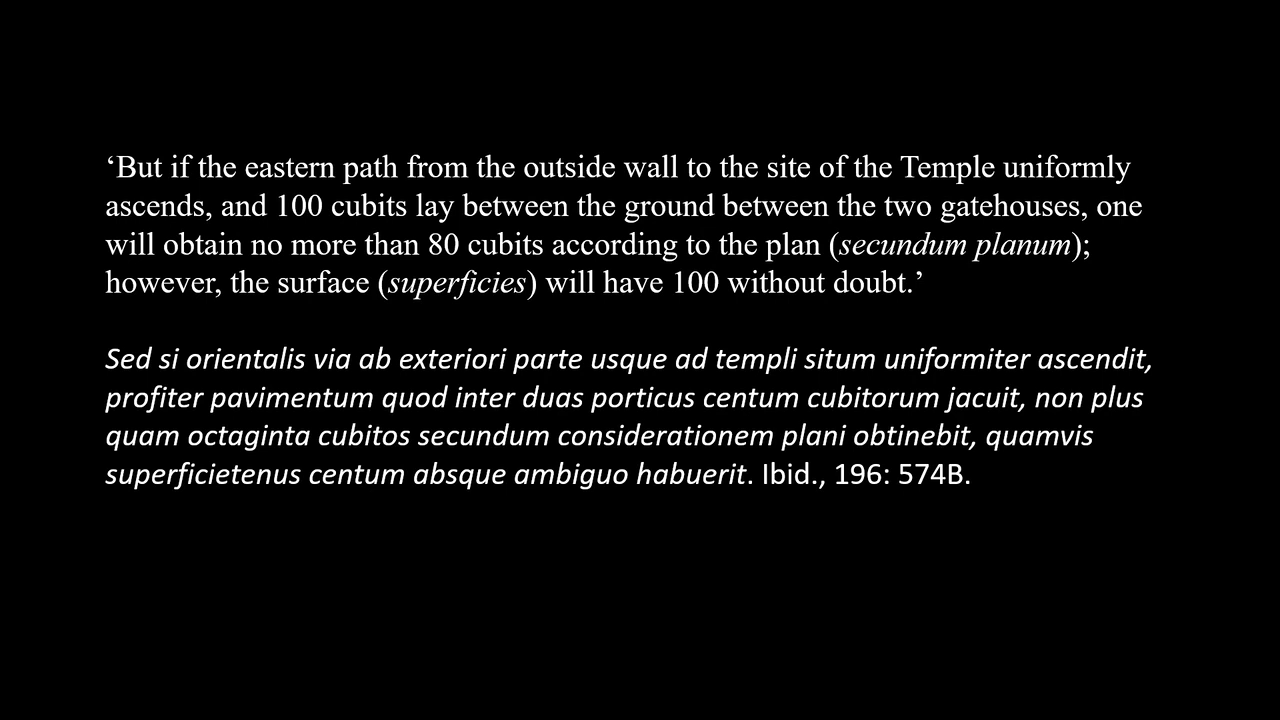 ‘But if the eastern path from the outside wall to the site of the Temple uniformly
ascends, and 100 cubits lay between the ground between the two gatehouses, one
will obtain no more than 80 cubits according to the plan (secundum planum);
however, the surface (superficies) will have 100 without doubt.’
Sed si orientalis via ab exteriori parte usque ad templi situm uniformiter ascendit,
profiter pavimentum quod inter duas porticus centum cubitorum jacuit, non plus
quam octaginta cubitos secundum considerationem plani obtinebit, quamvis
superficietenus centum absque ambiguo habuerit. Ibid., 196: 574B.